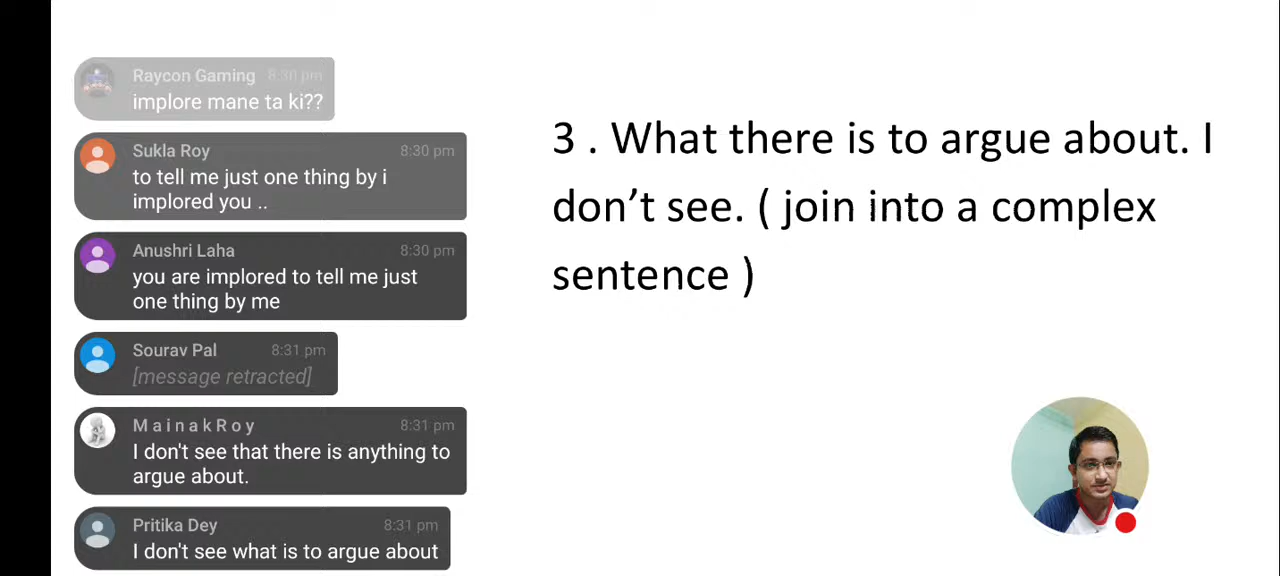 Raycon Gaming 8:30 pm
implore mane ta ki??
Sukla Roy 8:30 pm
to tell me just one thing by i
implored you ..
Anushri Laha 8:30 pm
you are implored to tell me just
one thing by me
Sourav Pal 8:31 pm
[message retracted]
M a i n a k R o y 8:31 pm
I don't see that there is anything to
argue about.
Pritika Dey 8:31 pm
I don't see what is to argue about
3 . What there is to argue about. I
don’t see. ( join into a complex
sentence )